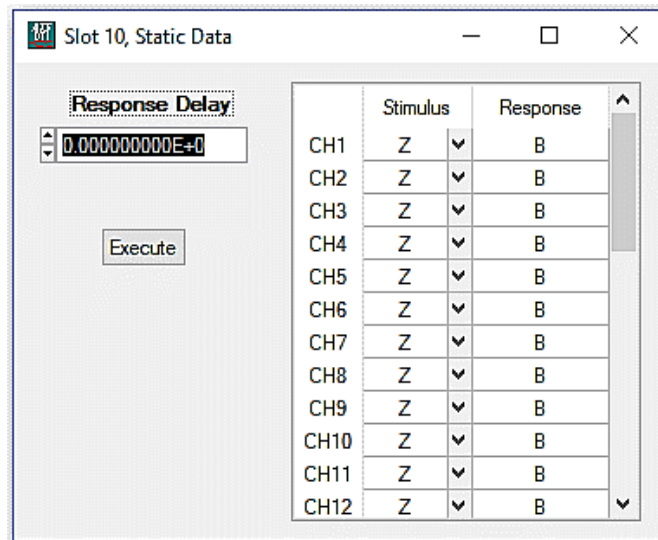 Slot 10, Static Data
Response Delay
0.000000000E+0
Execute
Stimulus Response
CH1 Z B
CH2 Z B
CH3 Z B
CH4 Z B
CH5 Z B
CH6 Z B
CH7 Z B
CH8 Z B
CH9 Z B
CH10 Z B
CH11 Z B
CH12 Z B